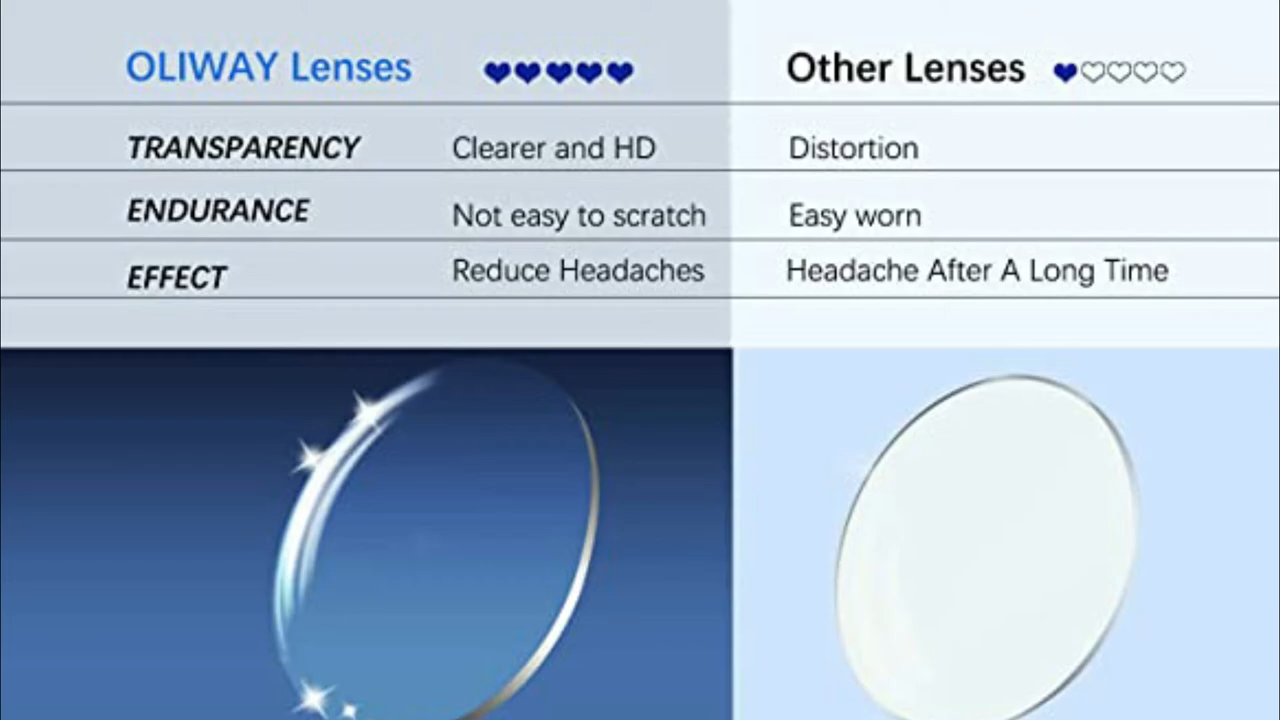 OLIWAY Lenses
Other Lenses
TRANSPARENCY Clearer and HD Distortion
ENDURANCE Not easy to scratch Easy worn
EFFECT Reduce Headaches Headache After A Long Time